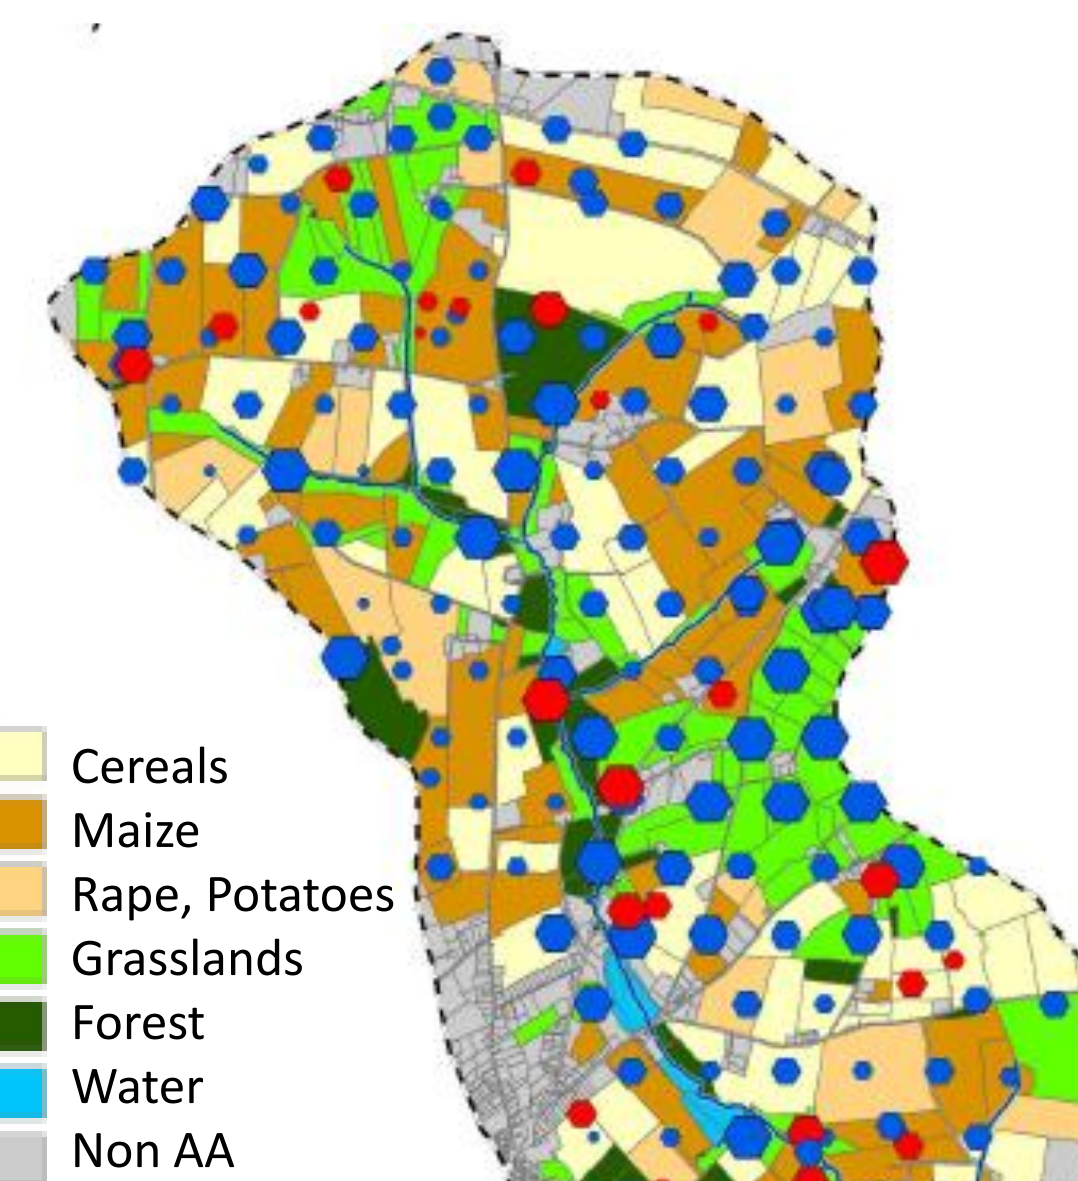 Cereals
Maize
Rape, Potatoes
Grasslands
Forest
Water
Non AA